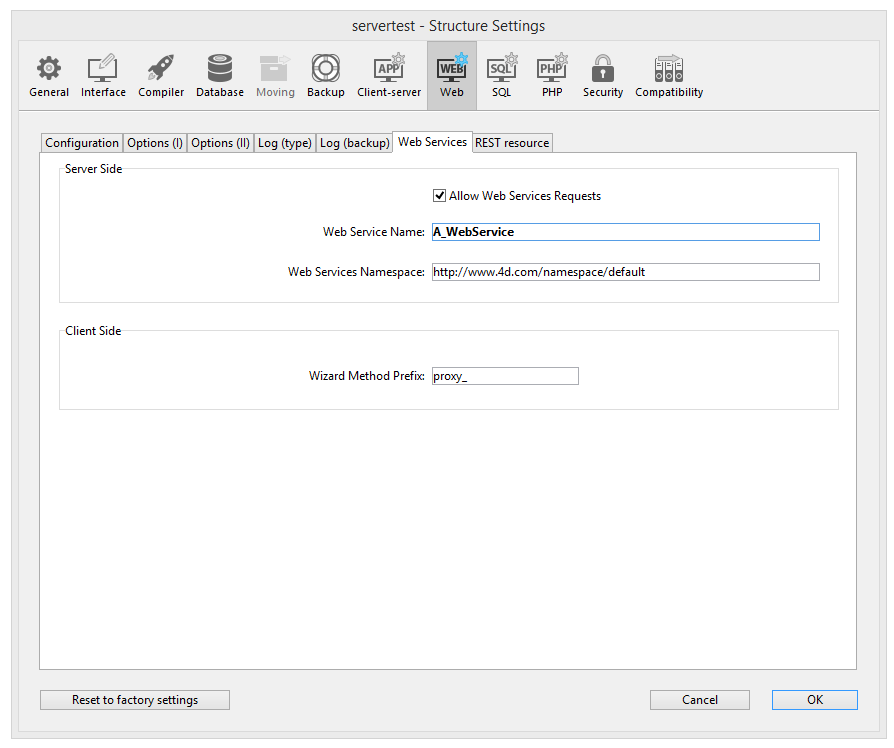 servertest - Structure Settings
APP WEB SQL PHP
General Interface Compiler Database Moving Backup Client-server Web SQL PHP Security Compatibility
Configuration Options (I) Options (II) Log (type) Log (backup) Web Services REST resource
Server Side
Allow Web Services Requests
Web Service Name: A_WebService
Web Services Namespace: http://www.4d.com/namespace/default
Client Side
Wizard Method Prefix: proxy_
Reset to factory settings Cancel OK